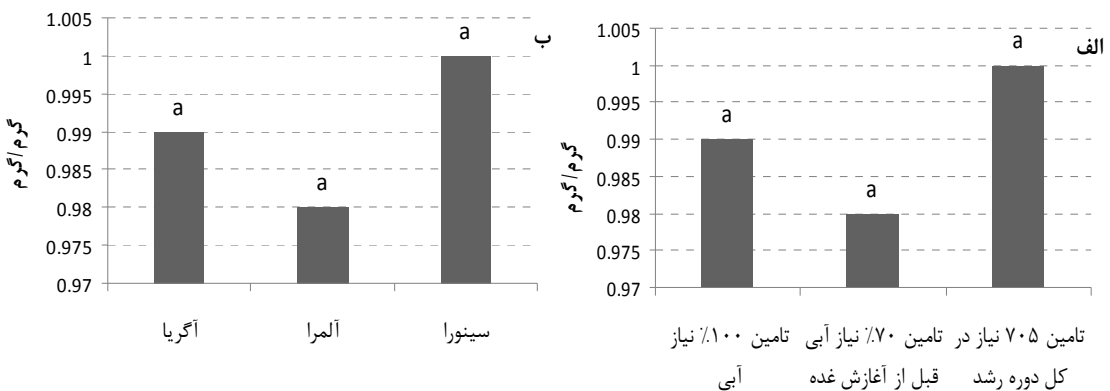 ب
1.005
1
0.995
0.99
0.985
0.98
0.975
0.97
گرم/گرم
a
a
a
آگریا
آلمرا
سینورا
الف
1.005
1
0.995
0.99
0.985
0.98
0.975
0.97
گرم/گرم
a
a
a
تامین ۱۰۰٪ نیاز
آبی
تامین ۷۰٪ نیاز آبی
قبل از آغازش غده
تامین ۷۰۵ نیاز در
کل دوره رشد